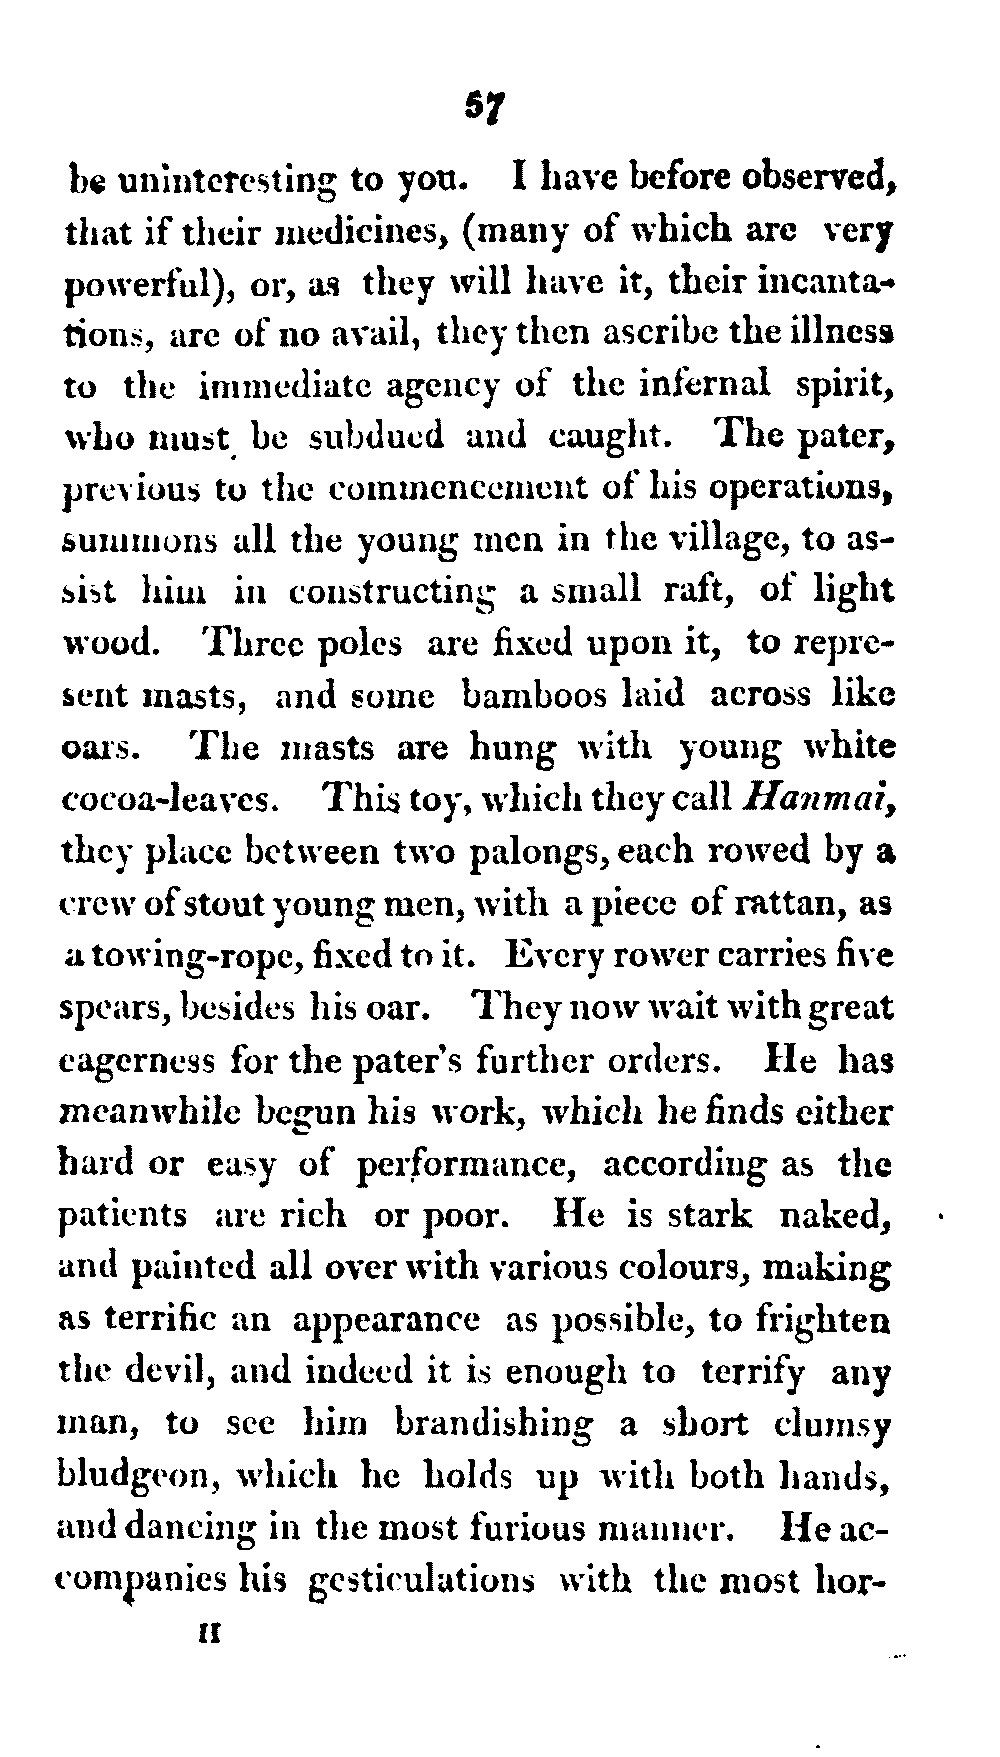 57
be uninteresting to you. I have before observed,
that if their medicines, (many of which are very
powerful), or, as they will have it, their incanta-
tions, are of no avail, they then ascribe the illness
to the immediate agency of the infernal spirit,
who must be subdued and caught. The pater,
previous to the commencement of his operations,
summons all the young men in the village, to as-
sist him in constructing a small raft, of light
wood. Three poles are fixed upon it, to repre-
sent masts, and some bamboos laid across like
oars. The masts are hung with young white
cocoa-leaves. This toy, which they call Hanmai,
they place between two palongs, each rowed by a
crew of stout young men, with a piece of rattan, as
a towing-rope, fixed to it. Every rower carries five
spears, besides his oar. They now wait with great
eagerness for the pater's further orders. He has
meanwhile begun his work, which he finds either
hard or easy of performance, according as the
patients are rich or poor. He is stark naked,
and painted all over with various colours, making
as terrific an appearance as possible, to frighten
the devil, and indeed it is enough to terrify any
man, to see him brandishing a short clumsy
bludgeon, which he holds up with both hands,
and dancing in the most furious manner. He ac-
companies his gesticulations with the most hor-
H